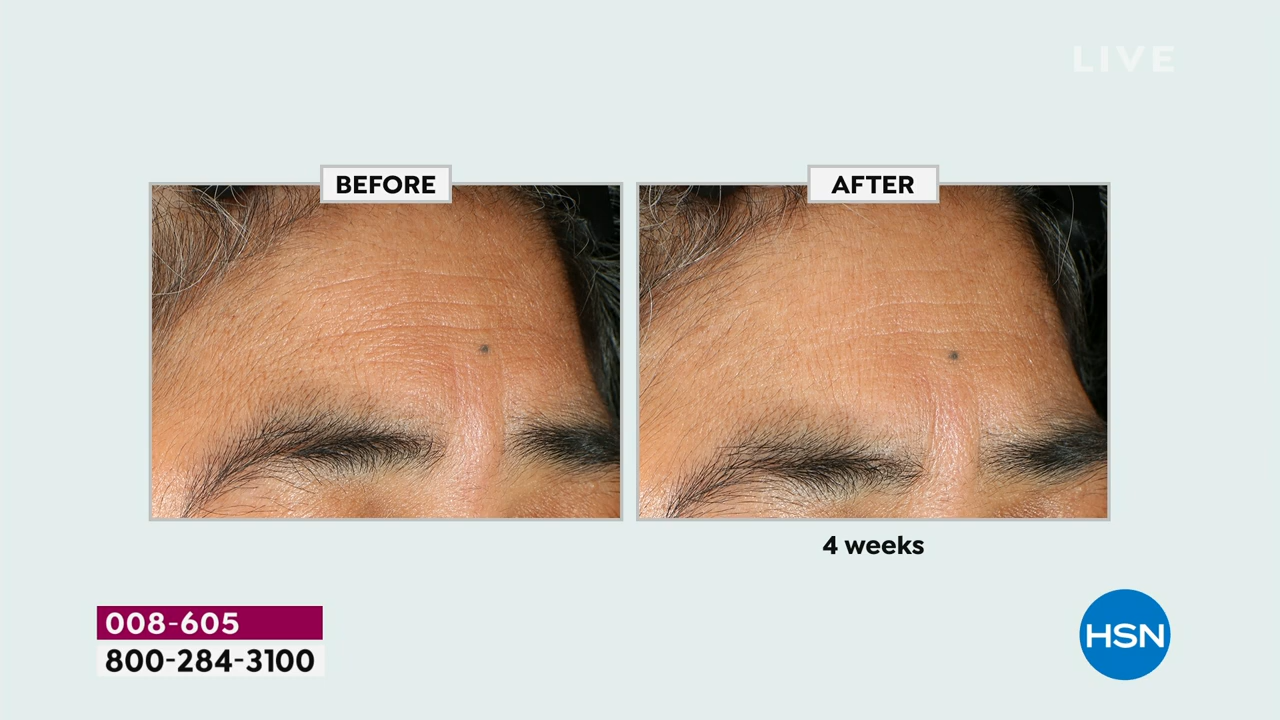 LIVE
BEFORE
AFTER
4 weeks
008-605
800-284-3100
HSN